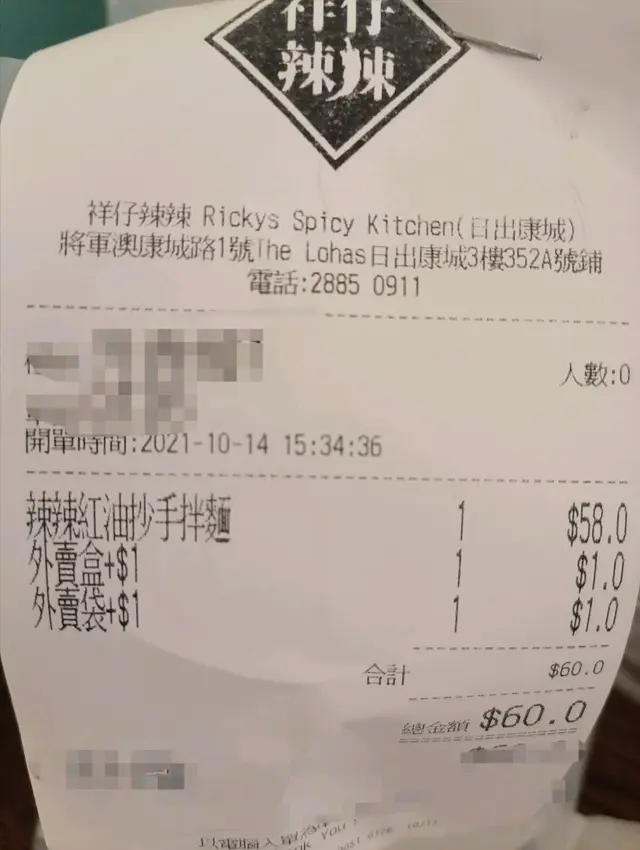 祥仔
辣辣
祥仔辣辣 Rickys Spicy Kitchen(日出康城)
將軍澳康城路1號The Lohas日出康城3樓352A號鋪
電話:2885 0911
人數:0
開單時間:2021-10-14 15:34:36
辣辣紅油抄手拌麵 1 $58.0
外賣盒+$1 1 $1.0
外賣袋+$1 1 $1.0
合計 $60.0
總金額 $60.0